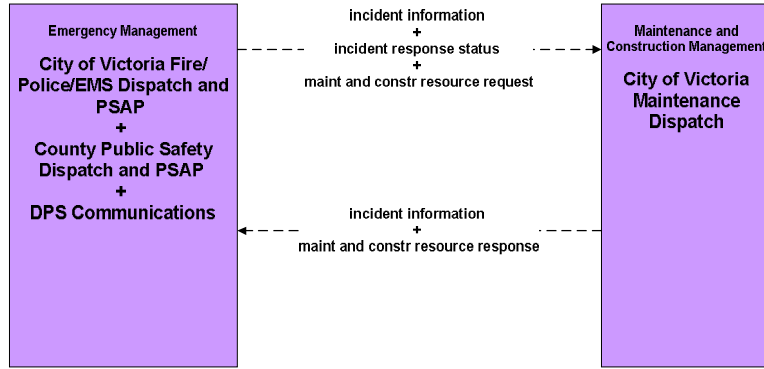 Emergency Management
City of Victoria Fire/
Police/EMS Dispatch and
PSAP
+
County Public Safety
Dispatch and PSAP
+
DPS Communications
incident information
+
incident response status
+
maint and constr resource request
incident information
+
maint and constr resource response
Maintenance and
Construction Management
City of Victoria
Maintenance
Dispatch